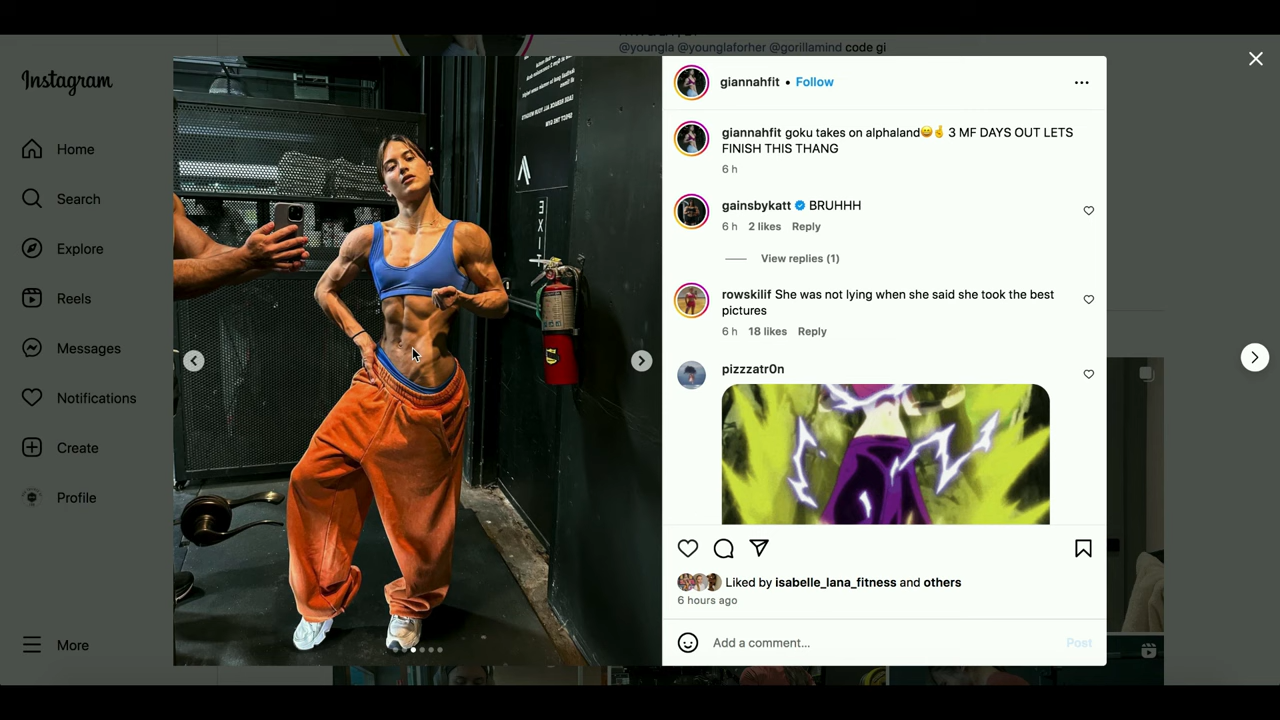 @youngla @younglaforher @gorillamind code gi
Instagram
Home
Search
Explore
Reels
Messages
Notifications
Create
Profile
More
EXIT
giannahfit • Follow
giannahfit goku takes on alphaland😄🤞 3 MF DAYS OUT LETS
FINISH THIS THANG
6 h
gainsbykatt BRUHHH
6 h 2 likes Reply
View replies (1)
rowskilif She was not lying when she said she took the best
pictures
6 h 18 likes Reply
pizzzatr0n
Liked by isabelle_lana_fitness and others
6 hours ago
Add a comment...
Post